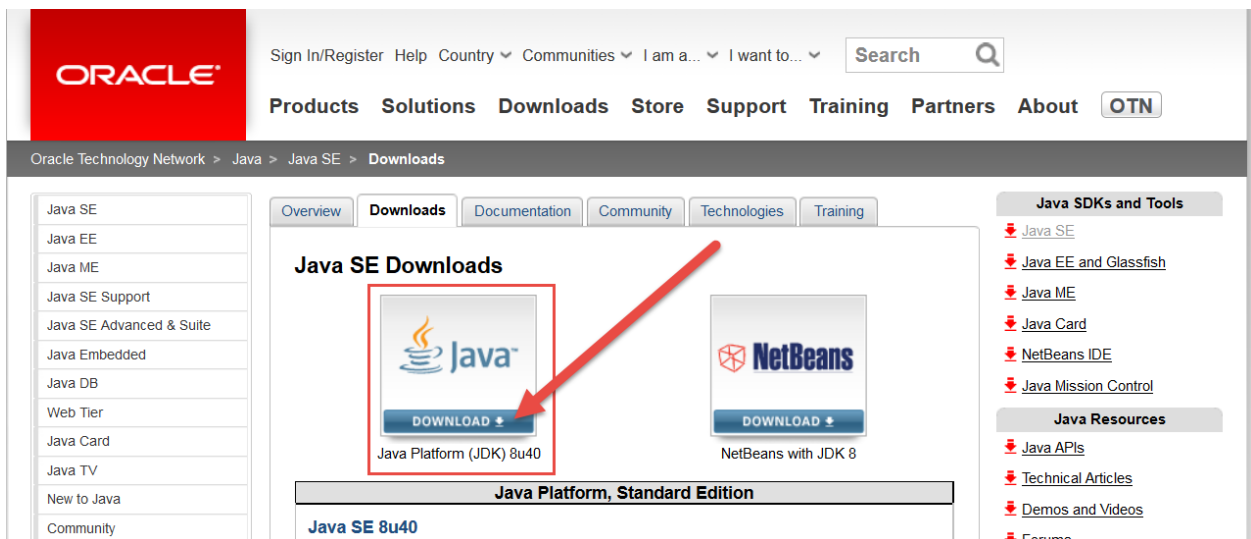 ORACLE
Sign In/Register Help Country Communities I am a... I want to... Search
Products Solutions Downloads Store Support Training Partners About OTN
Oracle Technology Network > Java > Java SE > Downloads
Java SE
Java EE
Java ME
Java SE Support
Java SE Advanced & Suite
Java Embedded
Java DB
Web Tier
Java Card
Java TV
New to Java
Community
Overview Downloads Documentation Community Technologies Training
Java SE Downloads
Java
DOWNLOAD
Java Platform (JDK) 8u40
NetBeans
DOWNLOAD
NetBeans with JDK 8
Java Platform, Standard Edition
Java SE 8u40
Java SDKs and Tools
Java SE
Java EE and Glassfish
Java ME
Java Card
NetBeans IDE
Java Mission Control
Java Resources
Java APIs
Technical Articles
Demos and Videos
Forums